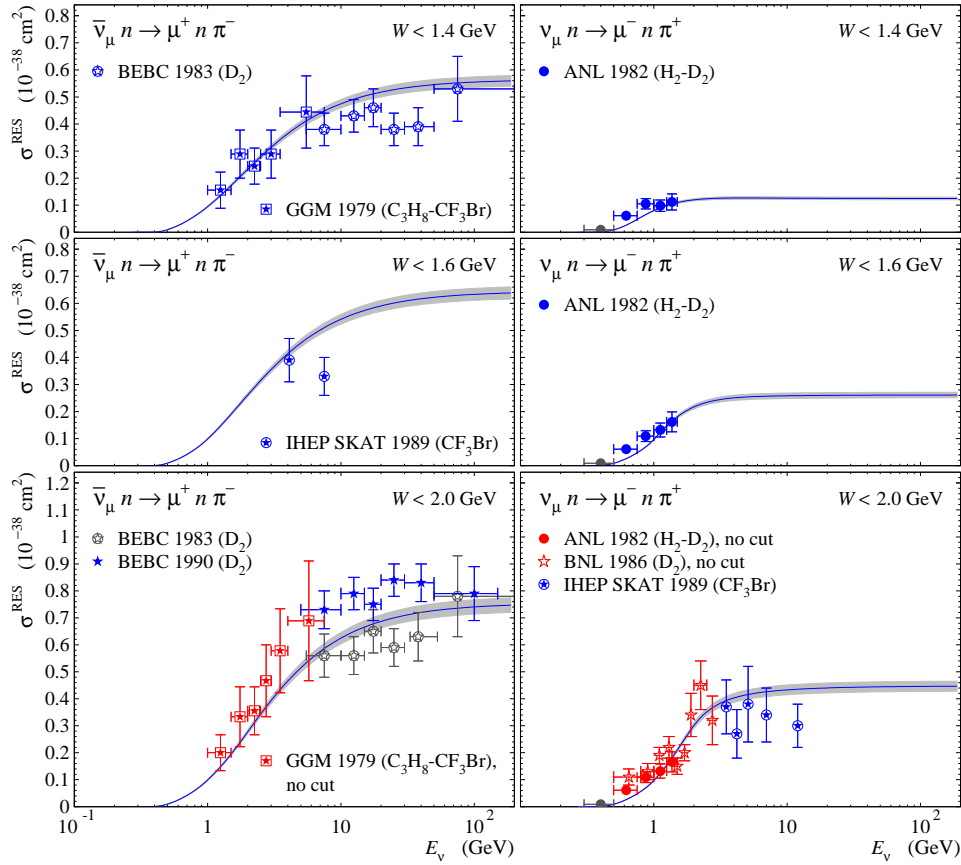 ν̅μ n → μ+ n π−
W < 1.4 GeV
BEBC 1983 (D2)
GGM 1979 (C3H8-CF3Br)
σRES (10−38 cm2)
0.8
0.7
0.6
0.5
0.4
0.3
0.2
0.1
0
νμ n → μ− n π+
W < 1.4 GeV
ANL 1982 (H2-D2)
ν̅μ n → μ+ n π−
W < 1.6 GeV
IHEP SKAT 1989 (CF3Br)
σRES (10−38 cm2)
0.7
0.6
0.5
0.4
0.3
0.2
0.1
0
νμ n → μ− n π+
W < 1.6 GeV
ANL 1982 (H2-D2)
ν̅μ n → μ+ n π−
W < 2.0 GeV
BEBC 1983 (D2)
BEBC 1990 (D2)
GGM 1979 (C3H8-CF3Br),
no cut
σRES (10−38 cm2)
1.2
1.1
1
0.9
0.8
0.7
0.6
0.5
0.4
0.3
0.2
0.1
0
10−1 1 10 102
Eν (GeV)
νμ n → μ− n π+
W < 2.0 GeV
ANL 1982 (H2-D2), no cut
BNL 1986 (D2), no cut
IHEP SKAT 1989 (CF3Br)
1 10 102
Eν (GeV)